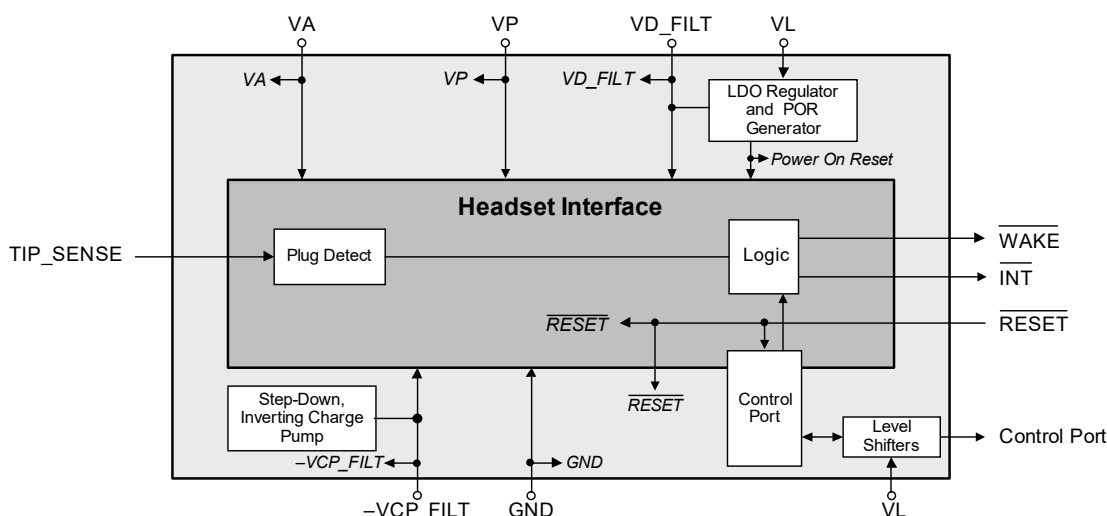 VA
VP
VD_FILT
VL
VA
VP
VD_FILT
LDO Regulator
and POR
Generator
Power On Reset
Headset Interface
TIP_SENSE
Plug Detect
Logic
WAKE
INT
RESET
RESET
RESET
Control
Port
Step-Down,
Inverting Charge
Pump
Level
Shifters
Control Port
–VCP_FILT
GND
–VCP_FILT
GND
VL